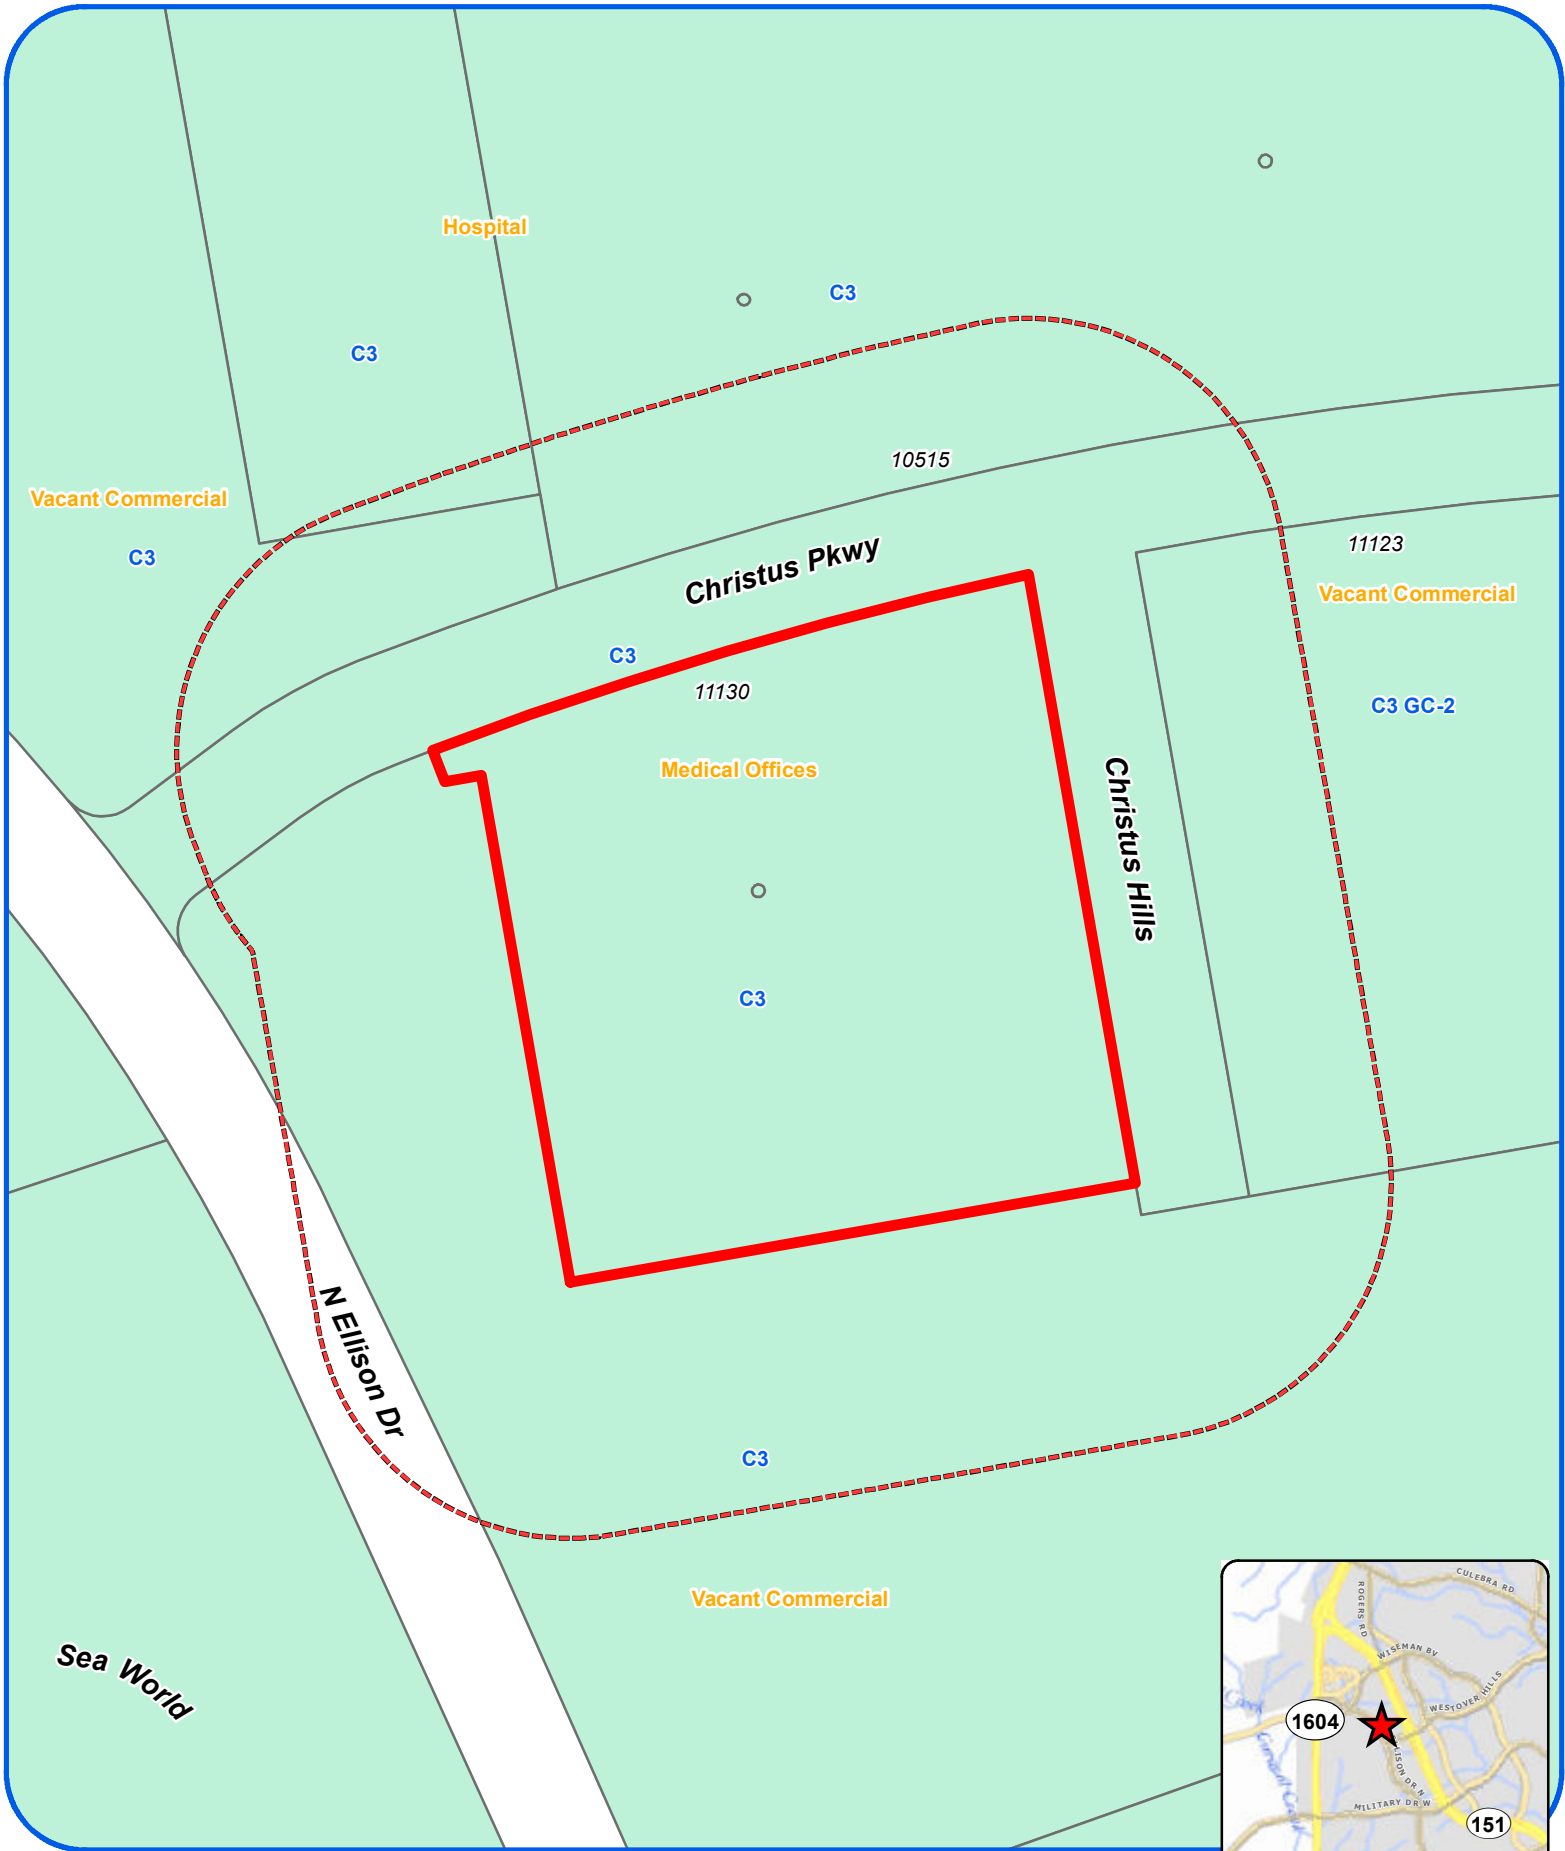 Hospital
C3
C3
10515
Vacant Commercial
C3
11123
Christus Pkwy
Vacant Commercial
C3
11130
C3 GC-2
Medical Offices
Christus Hills
C3
N Ellison Dr
C3
Vacant Commercial
Sea World
CULEBRA RD
ROGERS RD
WISEMAN BV
WESTOVER HILLS
1604
LISON DR N
MILITARY DR W
151